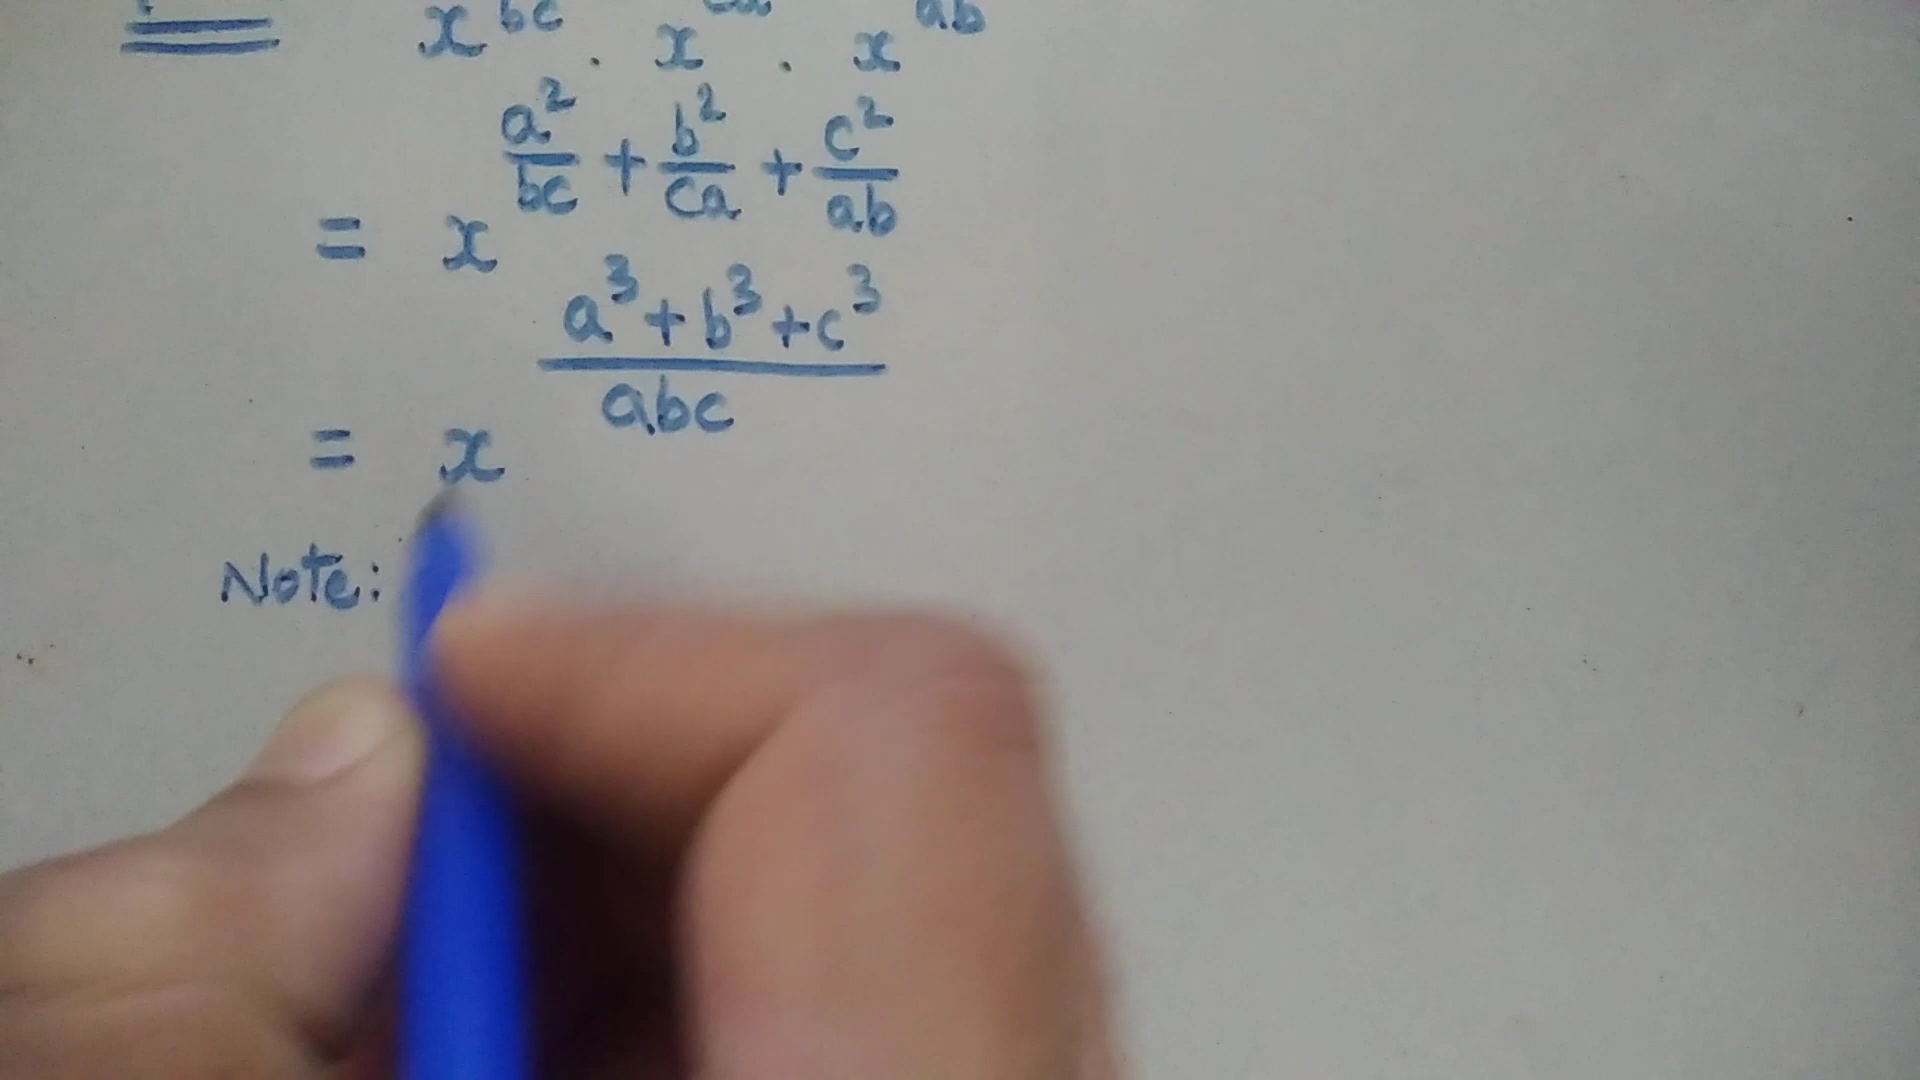 x^bc . x^ca . x^ab
= x^(a²/bc + b²/ca + c²/ab)
= x^((a³+b³+c³)/abc)
Note: